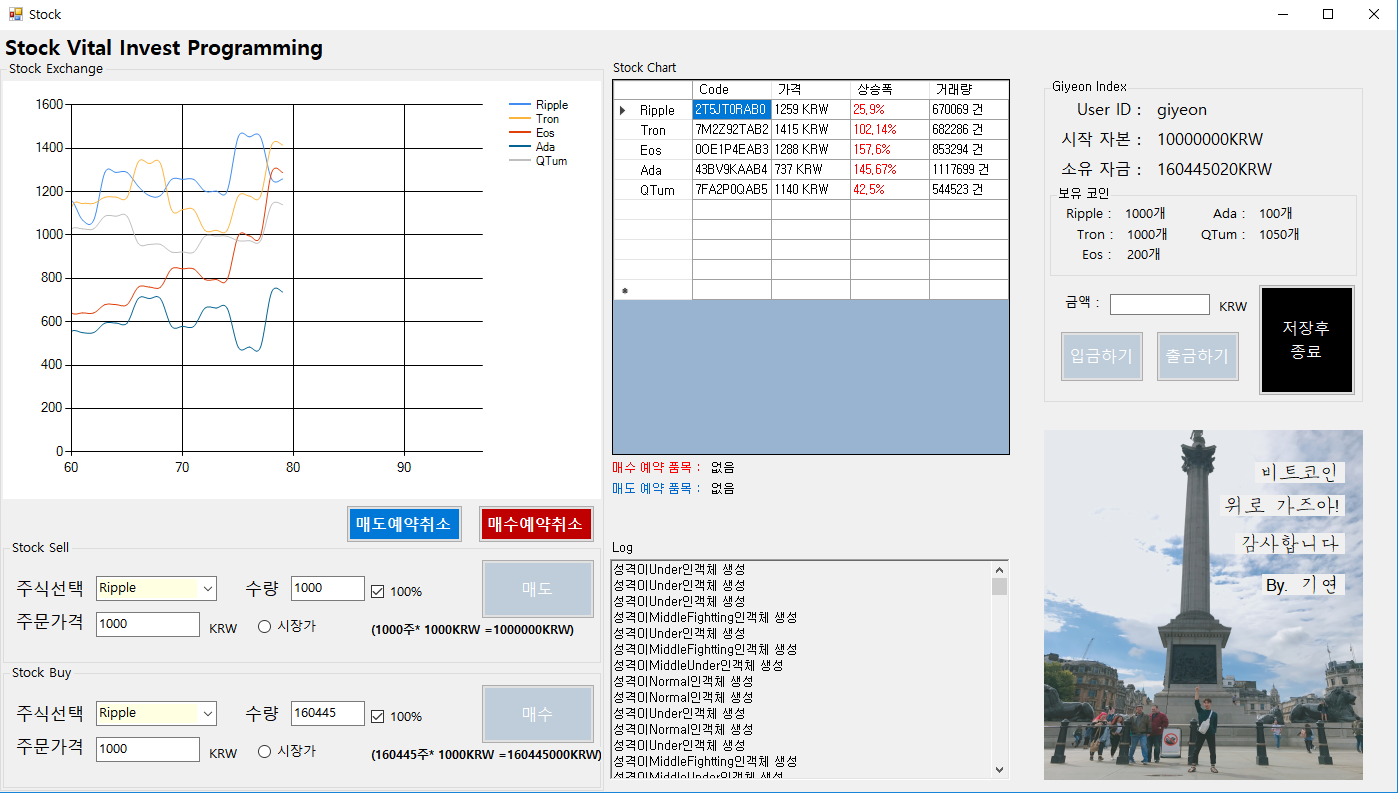 Stock
Stock Vital Invest Programming
Stock Exchange
1600
1400
1200
1000
800
600
400
200
0
60 70 80 90
Ripple
Tron
Eos
Ada
QTum
매도예약취소 매수예약취소
Stock Sell
주식선택 Ripple 수량 1000 100% 매도
주문가격 1000 KRW 시장가 (1000주* 1000KRW =1000000KRW)
Stock Buy
주식선택 Ripple 수량 160445 100% 매수
주문가격 1000 KRW 시장가 (160445주* 1000KRW =160445000KRW)
Stock Chart
Code 가격 상승폭 거래량
Ripple 2T5JT0RAB0 1259 KRW 25,9% 670069 건
Tron 7M2Z92TAB2 1415 KRW 102,14% 682286 건
Eos 0OE1P4EAB3 1288 KRW 157,6% 853294 건
Ada 43BV9KAAB4 737 KRW 145,67% 1117699 건
QTum 7FA2P0QAB5 1140 KRW 42,5% 544523 건
매수 예약 품목 : 없음
매도 예약 품목 : 없음
Log
성격이Under인객체 생성
성격이Under인객체 생성
성격이Under인객체 생성
성격이MiddleFightting인객체 생성
성격이Under인객체 생성
성격이MiddleFightting인객체 생성
성격이MiddleUnder인객체 생성
성격이Normal인객체 생성
성격이Normal인객체 생성
성격이Under인객체 생성
성격이Normal인객체 생성
성격이Under인객체 생성
성격이MiddleFightting인객체 생성
성격이MiddleUnder인객체 생성
Giyeon Index
User ID : giyeon
시작 자본 : 10000000KRW
소유 자금 : 160445020KRW
보유 코인
Ripple : 1000개 Ada : 100개
Tron : 1000개 QTum : 1050개
Eos : 200개
금액 : KRW
입금하기 출금하기
저장후
종료
비트코인
위로 가즈아!
감사합니다
By. 기연